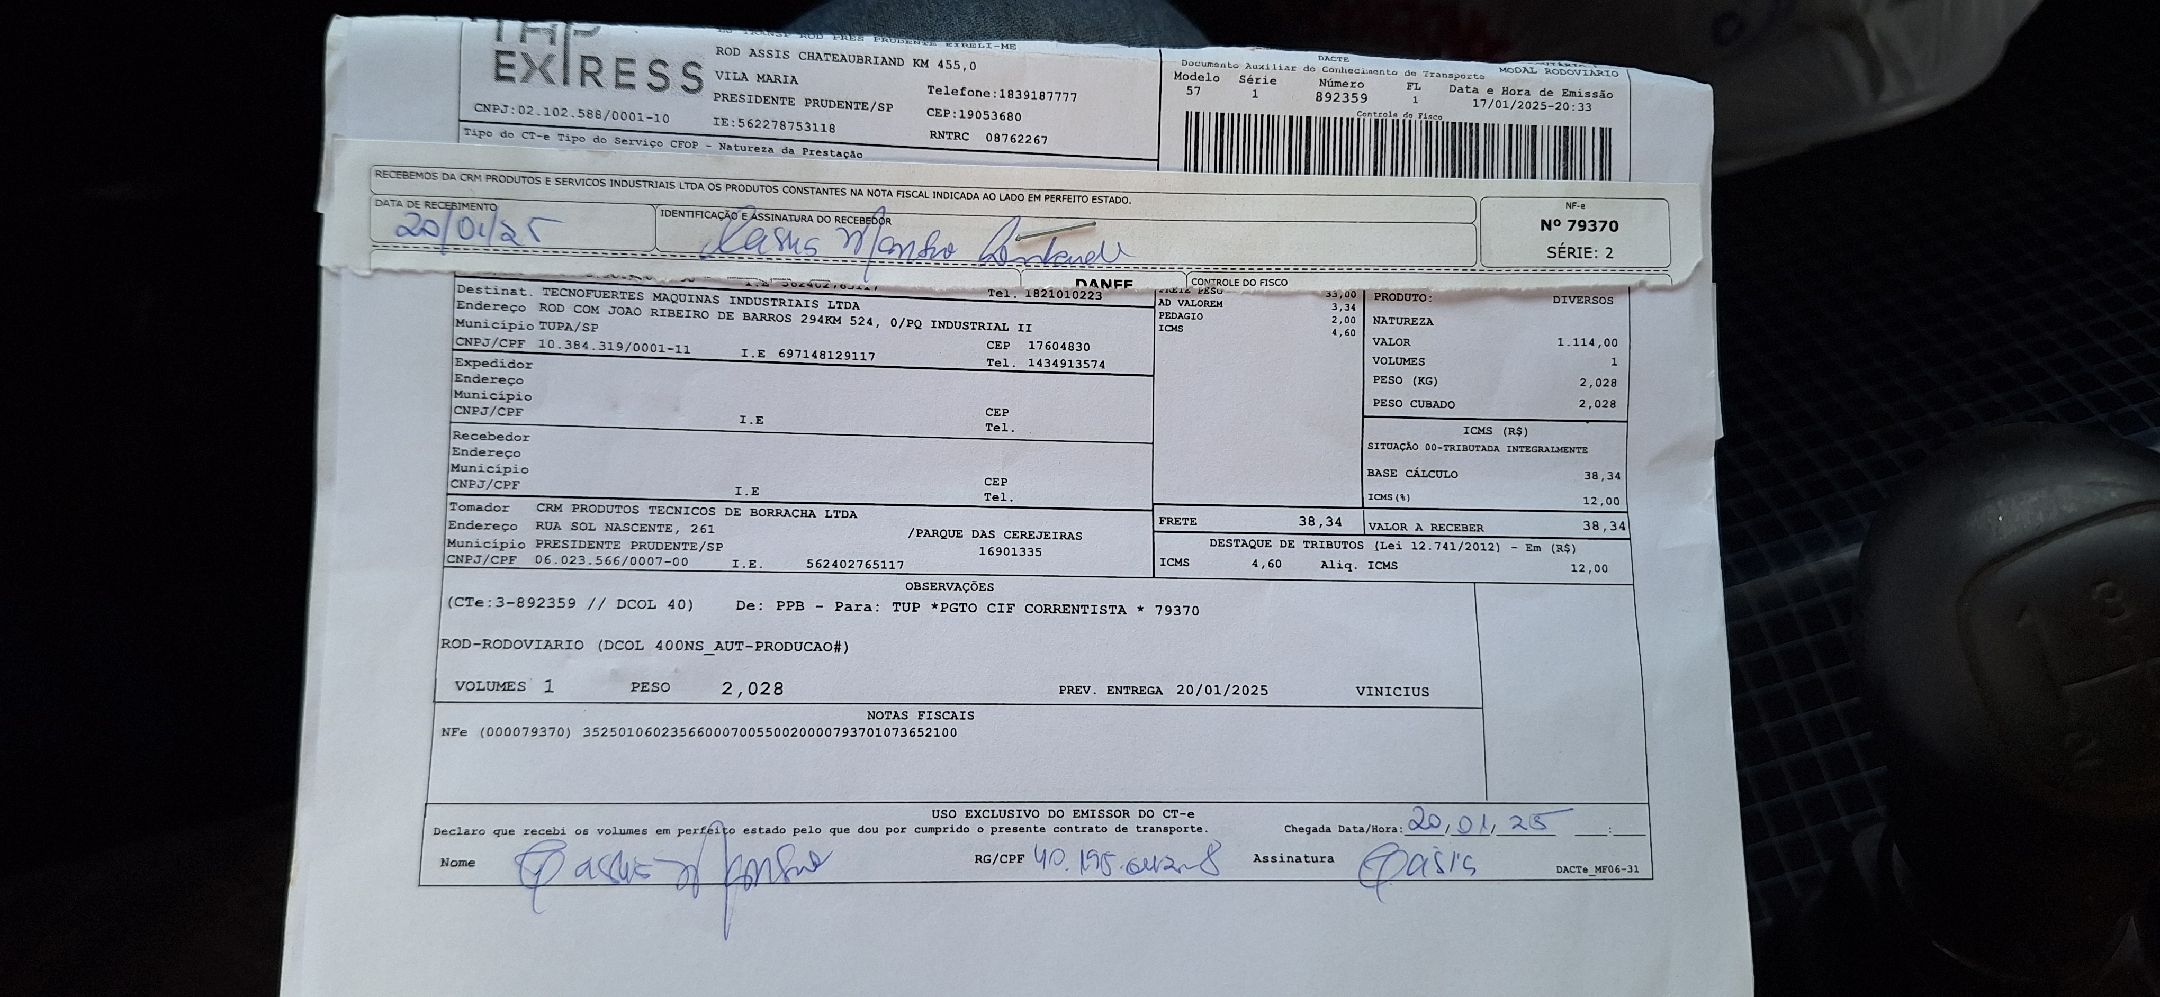 EXPRESS
ROD ASSIS CHATEAUBRIAND KM 455,0
VILA MARIA
PRESIDENTE PRUDENTE/SP
Telefone:1839187777
CEP:19053680
CNPJ:02.102.588/0001-10
IE:562278753118
RNTRC 08762267
DACTE
Documento Auxiliar do Conhecimento de Transporte MODAL RODOVIARIO
Modelo Série Número FL Data e Hora de Emissão
57 1 892359 1 17/01/2025-20:33
Controle do Fisco
Tipo do CT-e Tipo do Serviço CFOP - Natureza da Prestação
RECEBEMOS DA CRM PRODUTOS E SERVICOS INDUSTRIAIS LTDA OS PRODUTOS CONSTANTES NA NOTA FISCAL INDICADA AO LADO EM PERFEITO ESTADO.
DATA DE RECEBIMENTO
20/01/25
IDENTIFICAÇÃO E ASSINATURA DO RECEBEDOR
NF-e
Nº 79370
SÉRIE: 2
DANFE
CONTROLE DO FISCO
Tel. 1821010223
Destinat. TECNOFUERTES MAQUINAS INDUSTRIAIS LTDA
Endereço ROD COM JOAO RIBEIRO DE BARROS 294KM 524, 0/PQ INDUSTRIAL II
Município TUPA/SP
CEP 17604830
CNPJ/CPF 10.384.319/0001-11 I.E 697148129117
Tel. 1434913574
Expedidor
Endereço
Município
CNPJ/CPF I.E
CEP
Tel.
Recebedor
Endereço
Município
CNPJ/CPF I.E
CEP
Tel.
Tomador CRM PRODUTOS TECNICOS DE BORRACHA LTDA
Endereço RUA SOL NASCENTE, 261 /PARQUE DAS CEREJEIRAS
Município PRESIDENTE PRUDENTE/SP 16901335
CNPJ/CPF 06.023.566/0007-00 I.E. 562402765117
FRETE PESO 33,00
AD VALOREM 3,34
PEDAGIO 2,00
ICMS 4,60
PRODUTO: DIVERSOS
NATUREZA
VALOR 1.114,00
VOLUMES 1
PESO (KG) 2,028
PESO CUBADO 2,028
ICMS (R$)
SITUAÇÃO 00-TRIBUTADA INTEGRALMENTE
BASE CÁLCULO 38,34
ICMS(%) 12,00
FRETE 38,34 VALOR A RECEBER 38,34
DESTAQUE DE TRIBUTOS (Lei 12.741/2012) - Em (R$)
ICMS 4,60 Aliq. ICMS 12,00
OBSERVAÇÕES
(CTe:3-892359 // DCOL 40) De: PPB - Para: TUP *PGTO CIF CORRENTISTA * 79370
ROD-RODOVIARIO (DCOL 400NS_AUT-PRODUCAO#)
VOLUMES 1 PESO 2,028 PREV. ENTREGA 20/01/2025 VINICIUS
NOTAS FISCAIS
NFe (000079370) 35250106023566000700550020000793701073652100
USO EXCLUSIVO DO EMISSOR DO CT-e
Declaro que recebi os volumes em perfeito estado pelo que dou por cumprido o presente contrato de transporte.
Chegada Data/Hora: 20/01/25
Nome
RG/CPF
Assinatura
DACTe_MF06-31